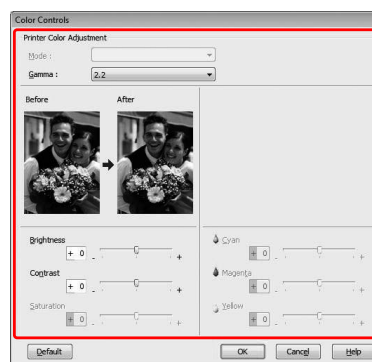 Color Controls
Printer Color Adjustment
Mode :
Gamma : 2.2
Before After
Brightness
+ 0 - +
Contrast
+ 0 - +
Saturation
+ 0 - +
Cyan
+ 0 - +
Magenta
+ 0 - +
Yellow
+ 0 - +
Default OK Cancel Help